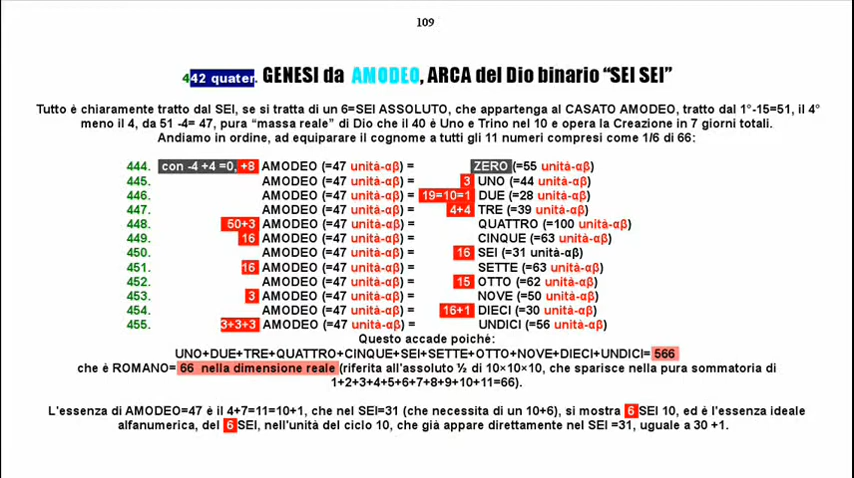 109
442 quater. GENESI da AMODEO, ARCA del Dio binario “SEI SEI”
Tutto è chiaramente tratto dal SEI, se si tratta di un 6=SEI ASSOLUTO, che appartenga al CASATO AMODEO, tratto dal 1°-15=51, il 4°
meno il 4, da 51 -4= 47, pura “massa reale” di Dio che il 40 è Uno e Trino nel 10 e opera la Creazione in 7 giorni totali.
Andiamo in ordine, ad equiparare il cognome a tutti gli 11 numeri compresi come 1/6 di 66:
444. con -4 +4 =0, +8 AMODEO (=47 unità-αβ) = ZERO (=55 unità-αβ)
445. AMODEO (=47 unità-αβ) = 3 UNO (=44 unità-αβ)
446. AMODEO (=47 unità-αβ) = 19=10=1 DUE (=28 unità-αβ)
447. AMODEO (=47 unità-αβ) = 4+4 TRE (=39 unità-αβ)
448. 50+3 AMODEO (=47 unità-αβ) = QUATTRO (=100 unità-αβ)
449. 16 AMODEO (=47 unità-αβ) = CINQUE (=63 unità-αβ)
450. AMODEO (=47 unità-αβ) = 16 SEI (=31 unità-αβ)
451. 16 AMODEO (=47 unità-αβ) = SETTE (=63 unità-αβ)
452. AMODEO (=47 unità-αβ) = 15 OTTO (=62 unità-αβ)
453. 3 AMODEO (=47 unità-αβ) = NOVE (=50 unità-αβ)
454. AMODEO (=47 unità-αβ) = 16+1 DIECI (=30 unità-αβ)
455. 3+3+3 AMODEO (=47 unità-αβ) = UNDICI (=56 unità-αβ)
Questo accade poiché:
UNO+DUE+TRE+QUATTRO+CINQUE+SEI+SETTE+OTTO+NOVE+DIECI+UNDICI= 566
che è ROMANO= 66 nella dimensione reale (riferita all'assoluto ½ di 10×10×10, che sparisce nella pura sommatoria di
1+2+3+4+5+6+7+8+9+10+11=66).
L'essenza di AMODEO=47 è il 4+7=11=10+1, che nel SEI=31 (che necessita di un 10+6), si mostra 6 SEI 10, ed è l'essenza ideale
alfanumerica, del 6 SEI, nell'unità del ciclo 10, che già appare direttamente nel SEI =31, uguale a 30 +1.